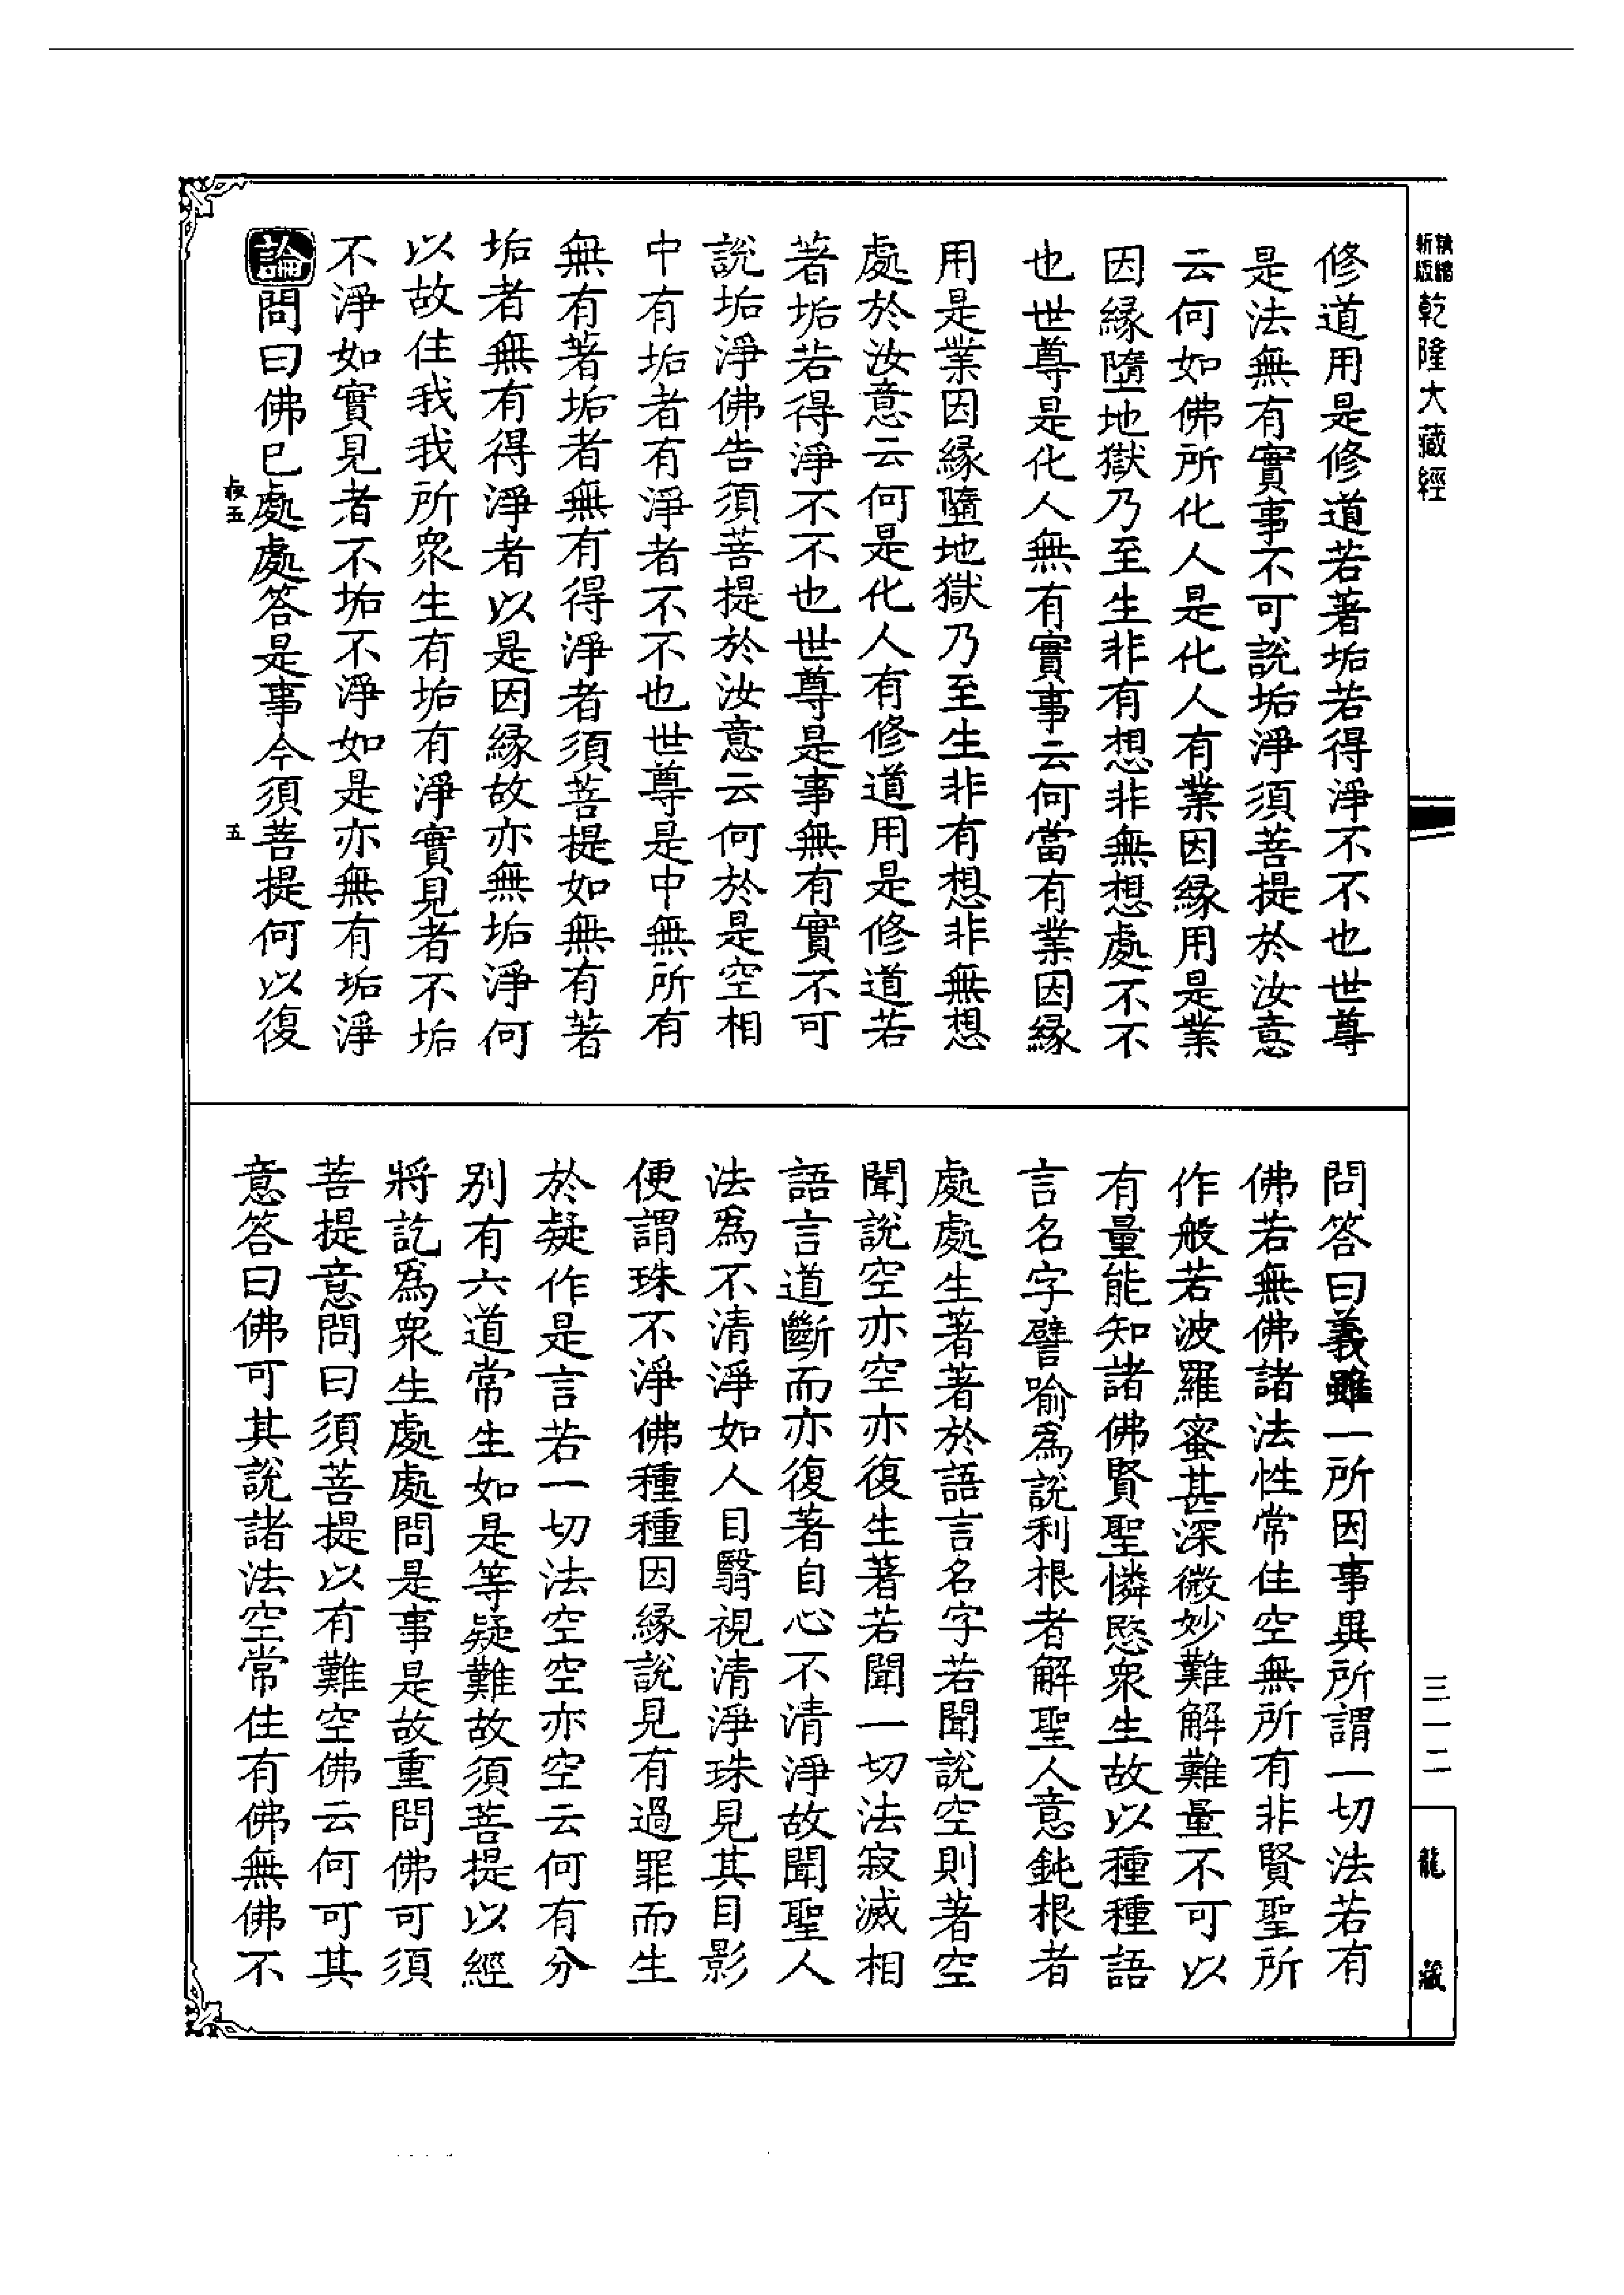 新版
精縮
乾隆大藏經
三一二
龍藏
修道用是修道若著垢若得淨不不也世尊
是法無有實事不可說垢淨須菩提於汝意
云何如佛所化人是化人有業因緣用是業
因緣墮地獄乃至生非有想非無想處不不
也世尊是化人無有實事云何當有業因緣
用是業因緣墮地獄乃至生非有想非無想
處於汝意云何是化人有修道用是修道若
著垢若得淨不不也世尊是事無有實不可
說垢淨佛告須菩提於汝意云何於是空相
中有垢者有淨者不不也世尊是中無所有
無有著垢者無有得淨者須菩提如無有著
垢者無有得淨者以是因緣故亦無垢淨何
以故住我我所眾生有垢有淨實見者不垢
不淨如實見者不垢不淨如是亦無有垢淨
論問曰佛已處處答是事今須菩提何以復
五
問答曰義雖一所因事異所謂一切法若有
佛若無佛諸法性常住空無所有非賢聖所
作般若波羅蜜甚深微妙難解難量不可以
有量能知諸佛賢聖憐愍眾生故以種種語
言名字譬喻為說利根者解聖人意鈍根者
處處生著著於語言名字若聞說空則著空
聞說空亦空亦復生著若聞一切法寂滅相
語言道斷而亦復著自心不清淨故聞聖人
法為不清淨如人目翳視清淨珠見其目影
便謂珠不淨佛種種因緣說見有過罪而生
於疑作是言若一切法空空亦空云何有分
別有六道常生如是等疑難故須菩提以經
將訖為眾生處處問是事是故重問佛可須
菩提意問曰須菩提以有難空佛云何可其
意答曰佛可其說諸法空常住有佛無佛不